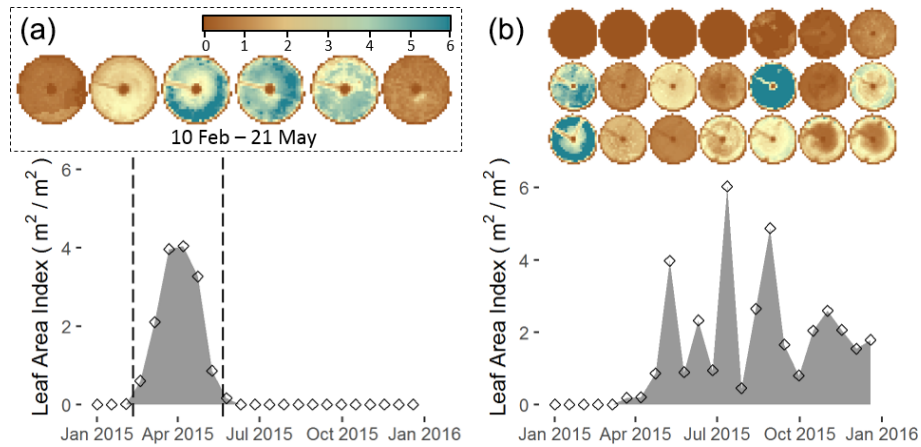 (a)
0 1 2 3 4 5 6
10 Feb – 21 May
Leaf Area Index ( m² / m² )
6
4
2
0
Jan 2015 Apr 2015 Jul 2015 Oct 2015 Jan 2016
(b)
Leaf Area Index ( m² / m² )
6
4
2
0
Jan 2015 Apr 2015 Jul 2015 Oct 2015 Jan 2016